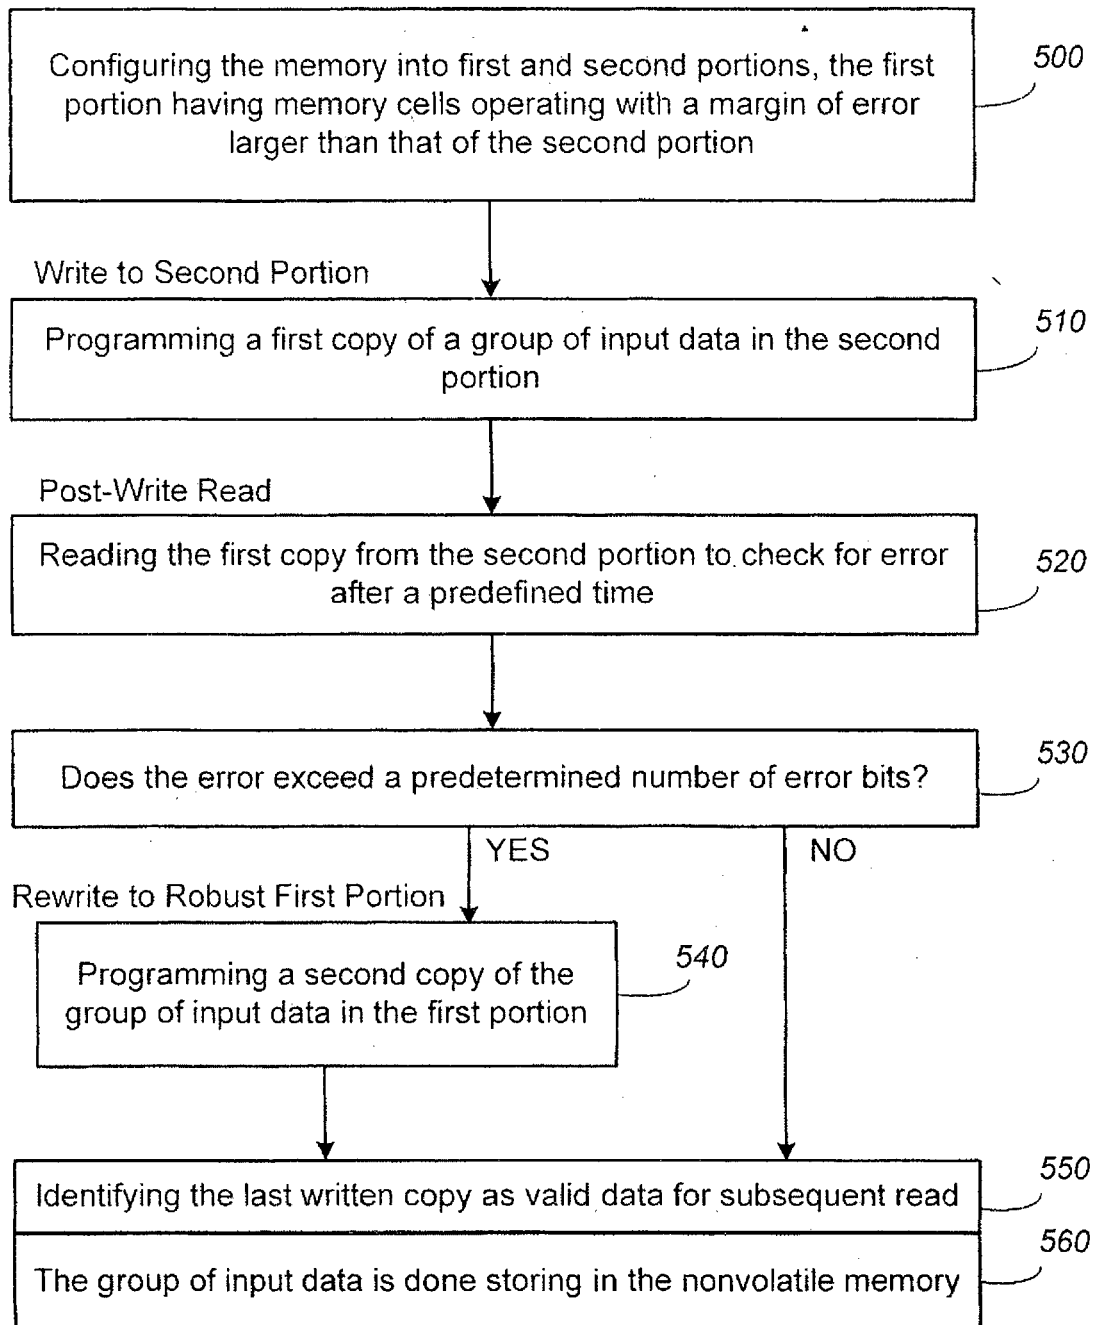 Configuring the memory into first and second portions, the first
portion having memory cells operating with a margin of error
larger than that of the second portion
500
Write to Second Portion
Programming a first copy of a group of input data in the second
portion
510
Post-Write Read
Reading the first copy from the second portion to check for error
after a predefined time
520
Does the error exceed a predetermined number of error bits?
530
YES
NO
Rewrite to Robust First Portion
Programming a second copy of the
group of input data in the first portion
540
Identifying the last written copy as valid data for subsequent read
550
The group of input data is done storing in the nonvolatile memory
560